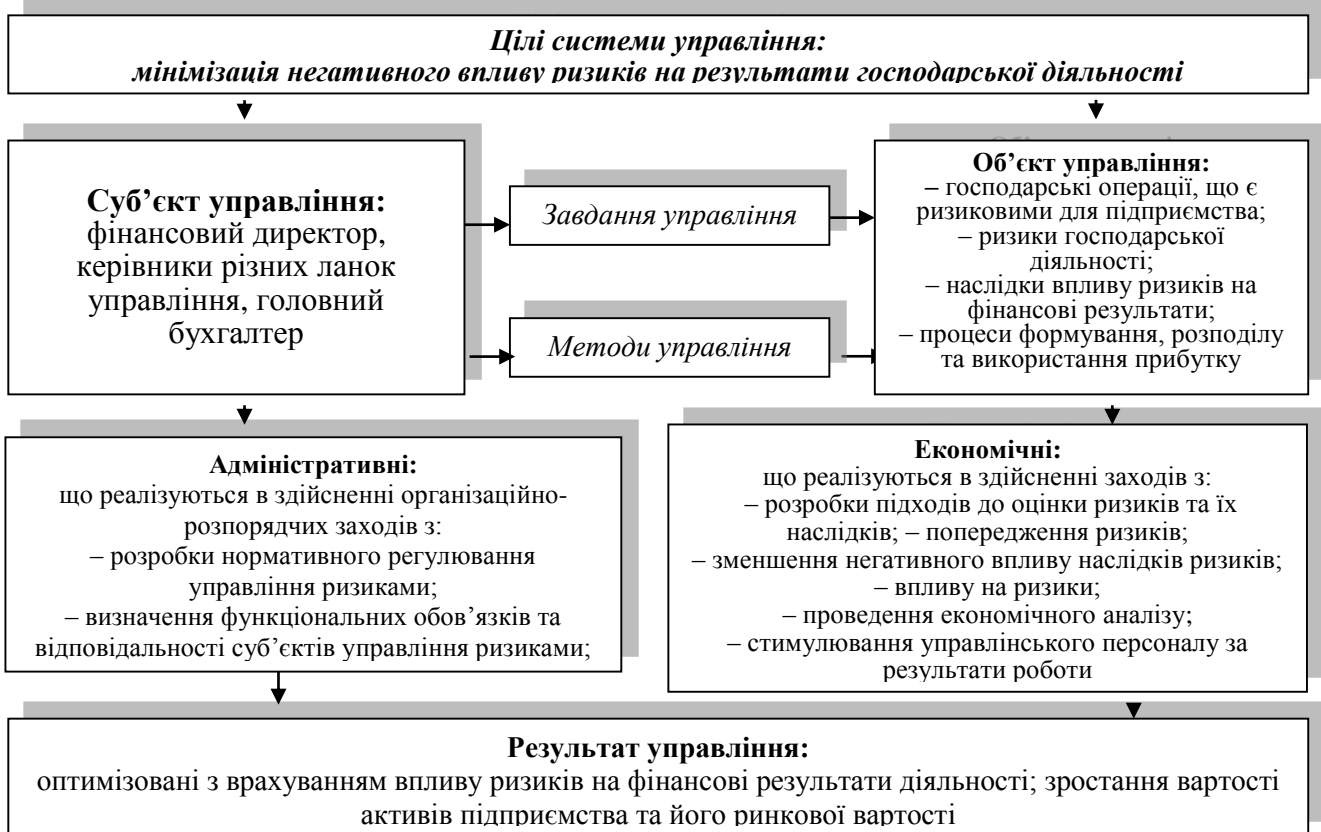 Цілі системи управління:
мінімізація негативного впливу ризиків на результати господарської діяльності
Суб’єкт управління:
фінансовий директор,
керівники різних ланок
управління, головний
бухгалтер
Завдання управління
Методи управління
Об’єкт управління:
– господарські операції, що є
ризиковими для підприємства;
– ризики господарської
діяльності;
– наслідки впливу ризиків на
фінансові результати;
– процеси формування, розподілу
та використання прибутку
Адміністративні:
що реалізуються в здійсненні організаційно-
розпорядчих заходів з:
– розробки нормативного регулювання
управління ризиками;
– визначення функціональних обов’язків та
відповідальності суб’єктів управління ризиками;
Економічні:
що реалізуються в здійсненні заходів з:
– розробки підходів до оцінки ризиків та їх
наслідків; – попередження ризиків;
– зменшення негативного впливу наслідків ризиків;
– впливу на ризики;
– проведення економічного аналізу;
– стимулювання управлінського персоналу за
результати роботи
Результат управління:
оптимізовані з врахуванням впливу ризиків на фінансові результати діяльності; зростання вартості
активів підприємства та його ринкової вартості